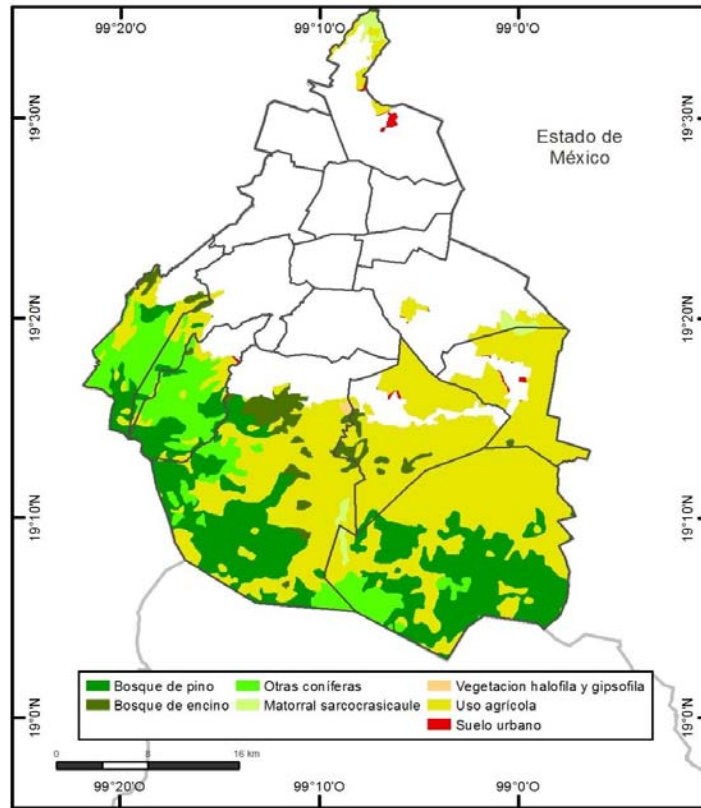 99°20'O 99°10'O 99°0'O
19°30'N 19°30'N
Estado de
México
19°20'N 19°20'N
19°10'N 19°10'N
Bosque de pino Otras coníferas Vegetacion halofila y gipsofila
Bosque de encino Matorral sarcocrasicaule Uso agrícola
Suelo urbano
19°0'N 19°0'N
0 8 16 km
99°20'O 99°10'O 99°0'O